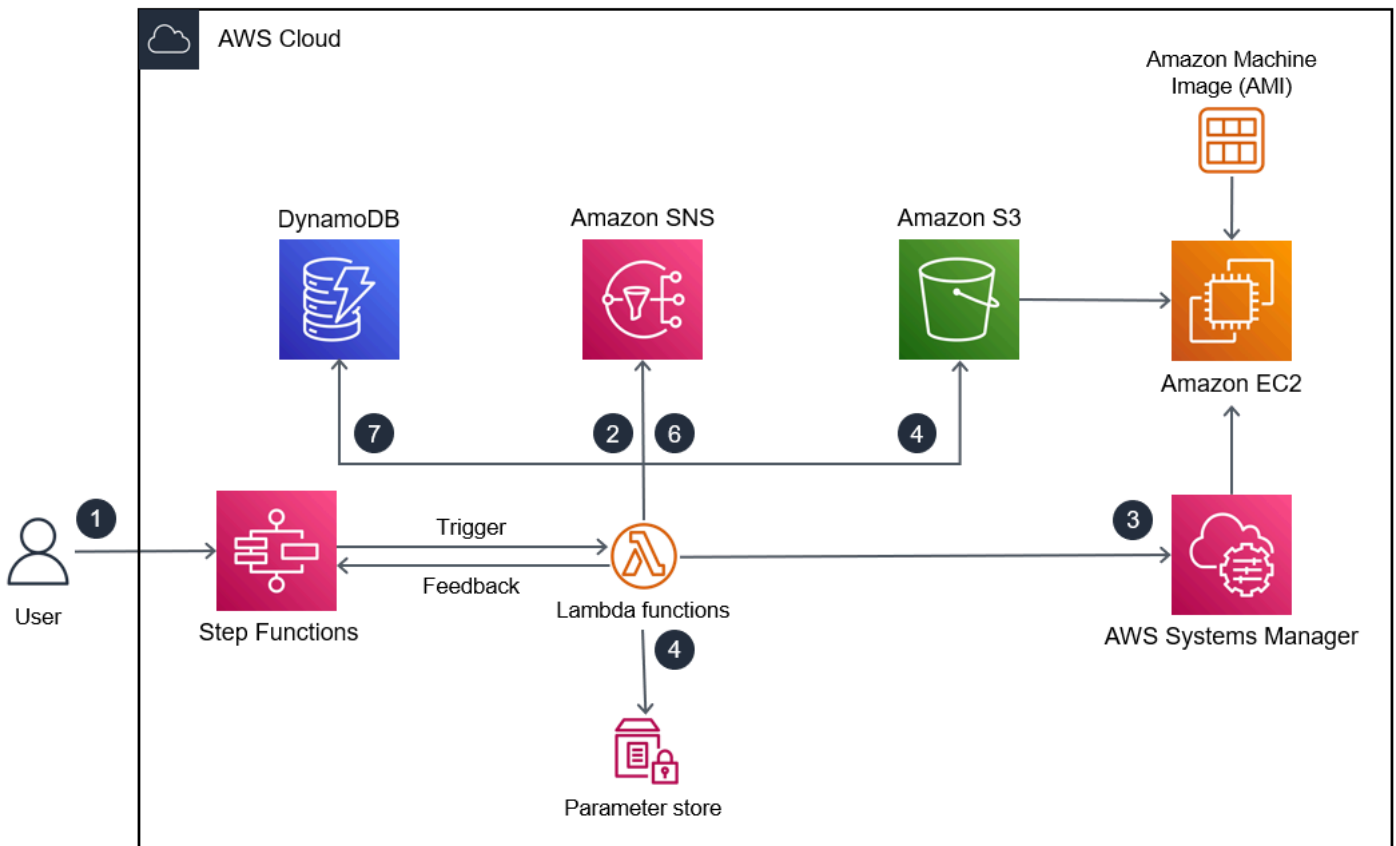 AWS Cloud
Amazon Machine
Image (AMI)
DynamoDB
Amazon SNS
Amazon S3
Amazon EC2
7
2
6
4
1
3
Trigger
Feedback
User
Step Functions
Lambda functions
AWS Systems Manager
4
Parameter store